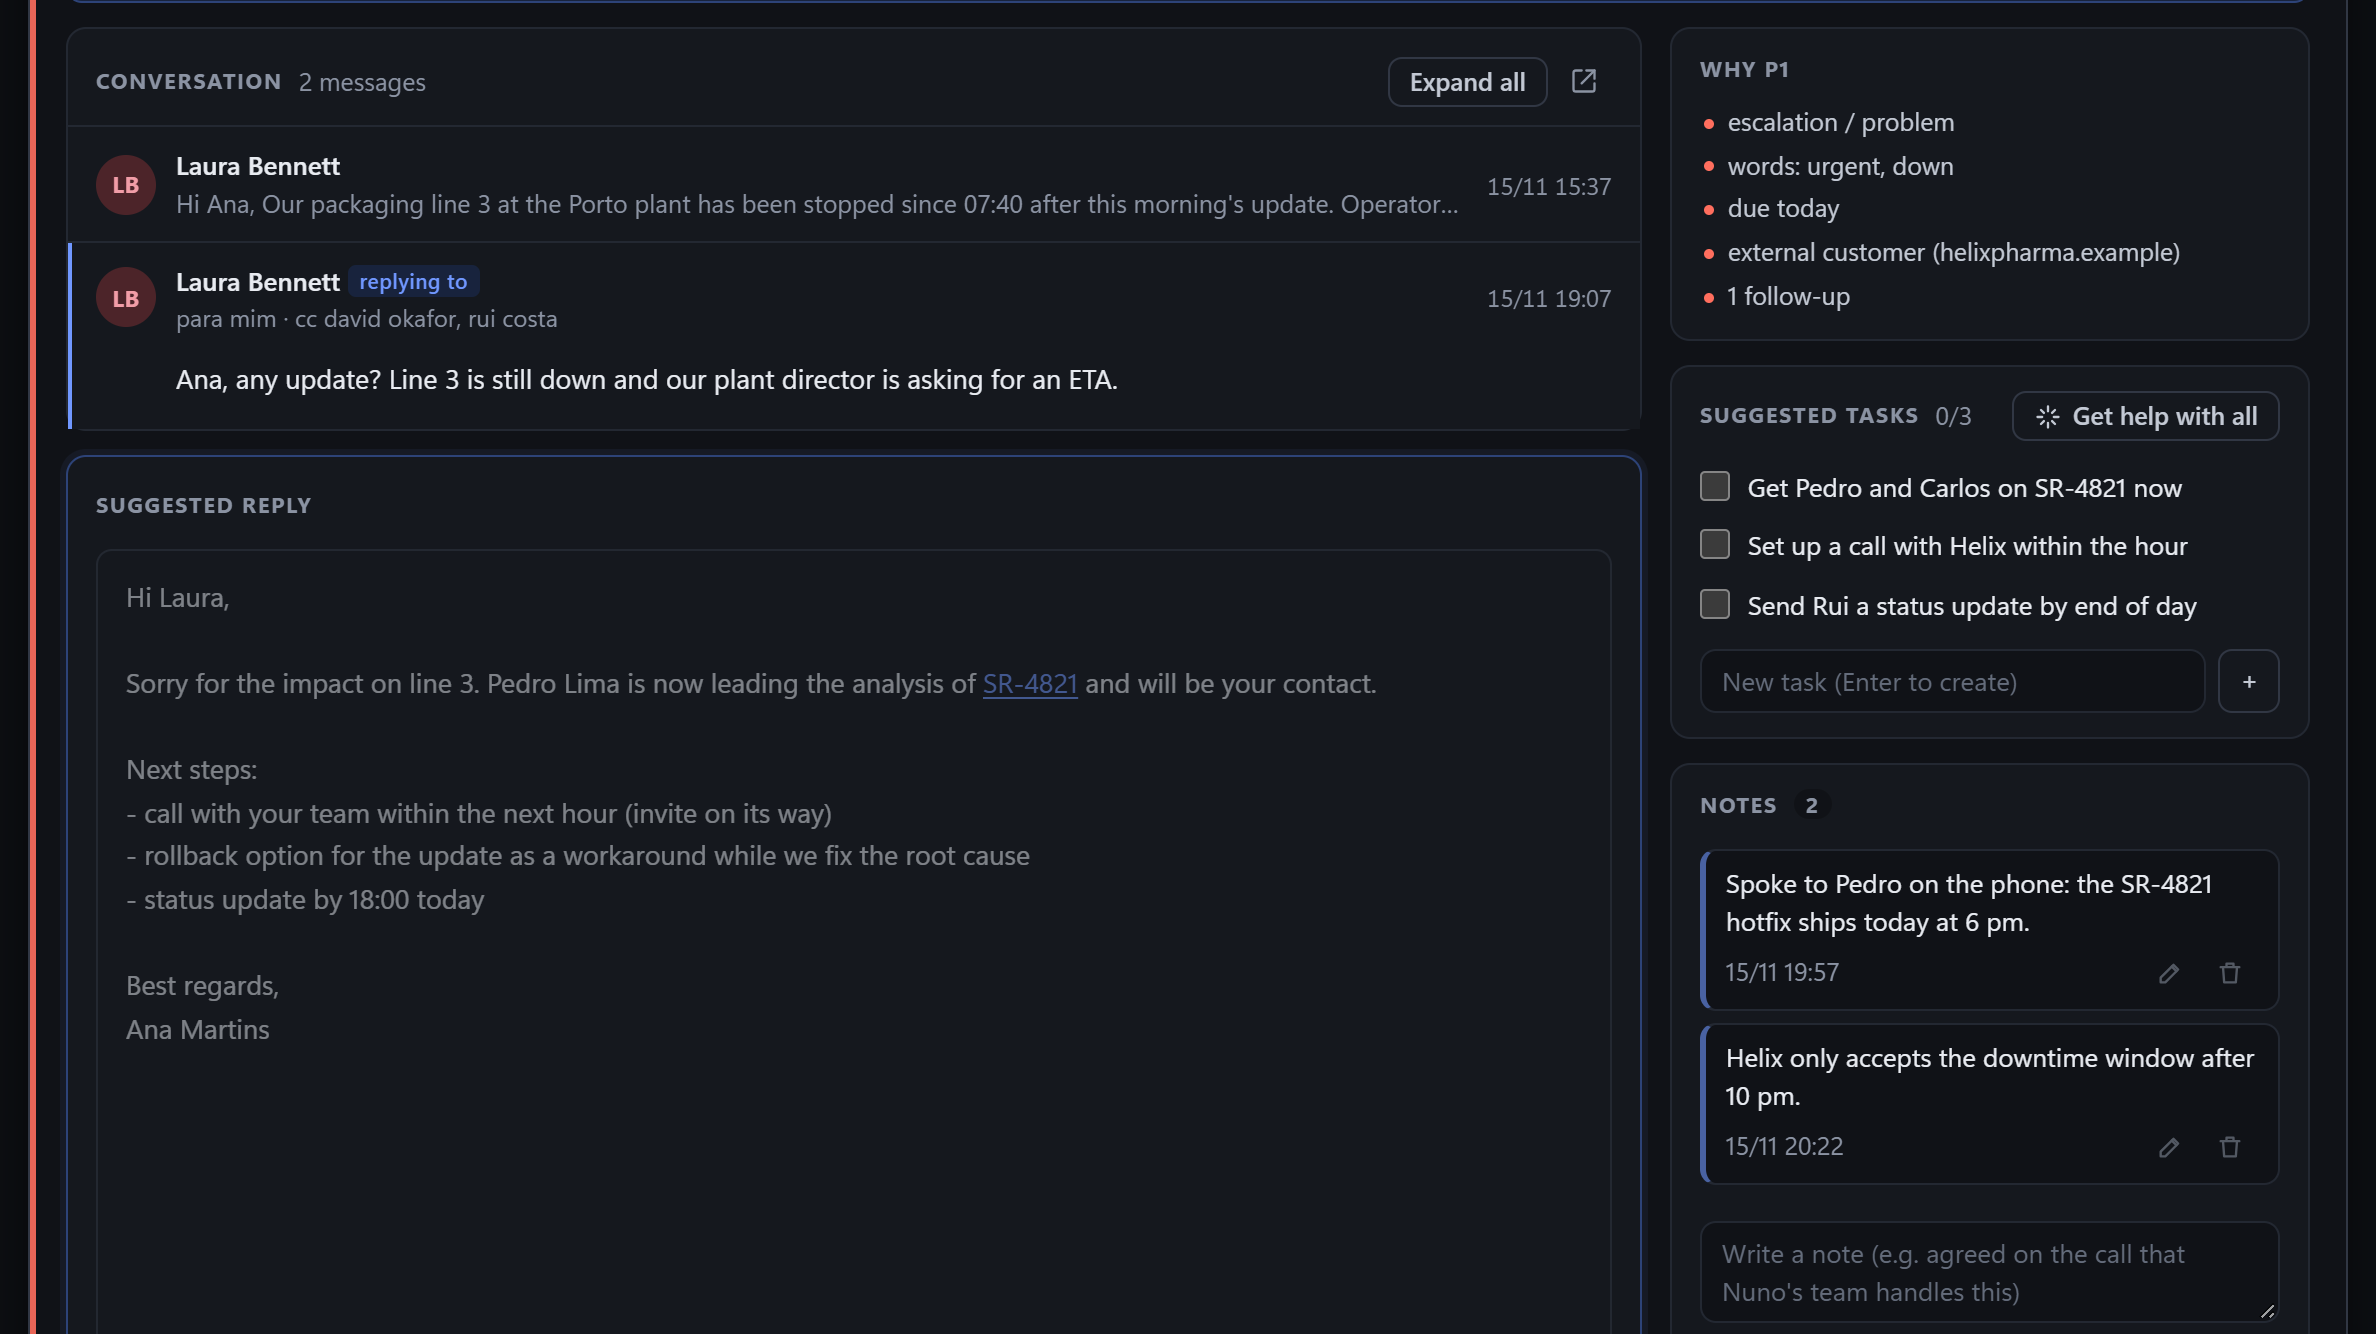 CONVERSATION 2 messages
Expand all
LB
Laura Bennett
Hi Ana, Our packaging line 3 at the Porto plant has been stopped since 07:40 after this morning's update. Operator...
15/11 15:37
LB
Laura Bennett replying to
para mim · cc david okafor, rui costa
15/11 19:07
Ana, any update? Line 3 is still down and our plant director is asking for an ETA.
SUGGESTED REPLY
Hi Laura,
Sorry for the impact on line 3. Pedro Lima is now leading the analysis of SR-4821 and will be your contact.
Next steps:
- call with your team within the next hour (invite on its way)
- rollback option for the update as a workaround while we fix the root cause
- status update by 18:00 today
Best regards,
Ana Martins
WHY P1
escalation / problem
words: urgent, down
due today
external customer (helixpharma.example)
1 follow-up
SUGGESTED TASKS 0/3
Get help with all
Get Pedro and Carlos on SR-4821 now
Set up a call with Helix within the hour
Send Rui a status update by end of day
New task (Enter to create)
+
NOTES 2
Spoke to Pedro on the phone: the SR-4821
hotfix ships today at 6 pm.
15/11 19:57
Helix only accepts the downtime window after
10 pm.
15/11 20:22
Write a note (e.g. agreed on the call that
Nuno's team handles this)